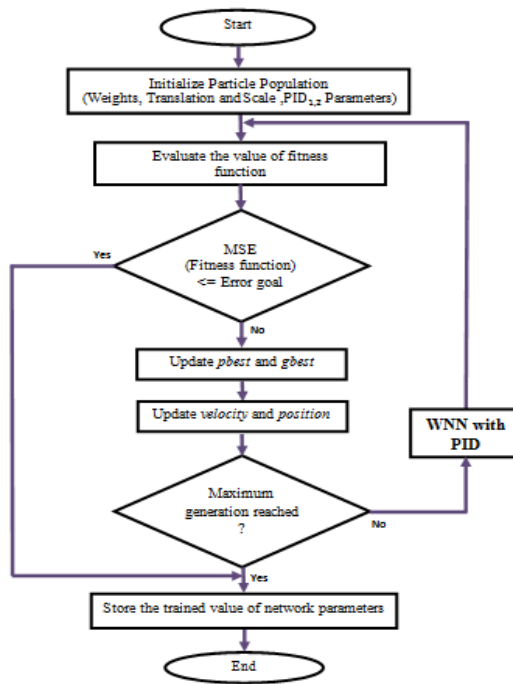 Start
Initialize Particle Population
(Weights, Translation and Scale ,PID1,2 Parameters)
Evaluate the value of fitness
function
MSE
(Fitness function)
<= Error goal
Yes
No
Update pbest and gbest
Update velocity and position
WNN with
PID
Maximum
generation reached
?
No
Yes
Store the trained value of network parameters
End